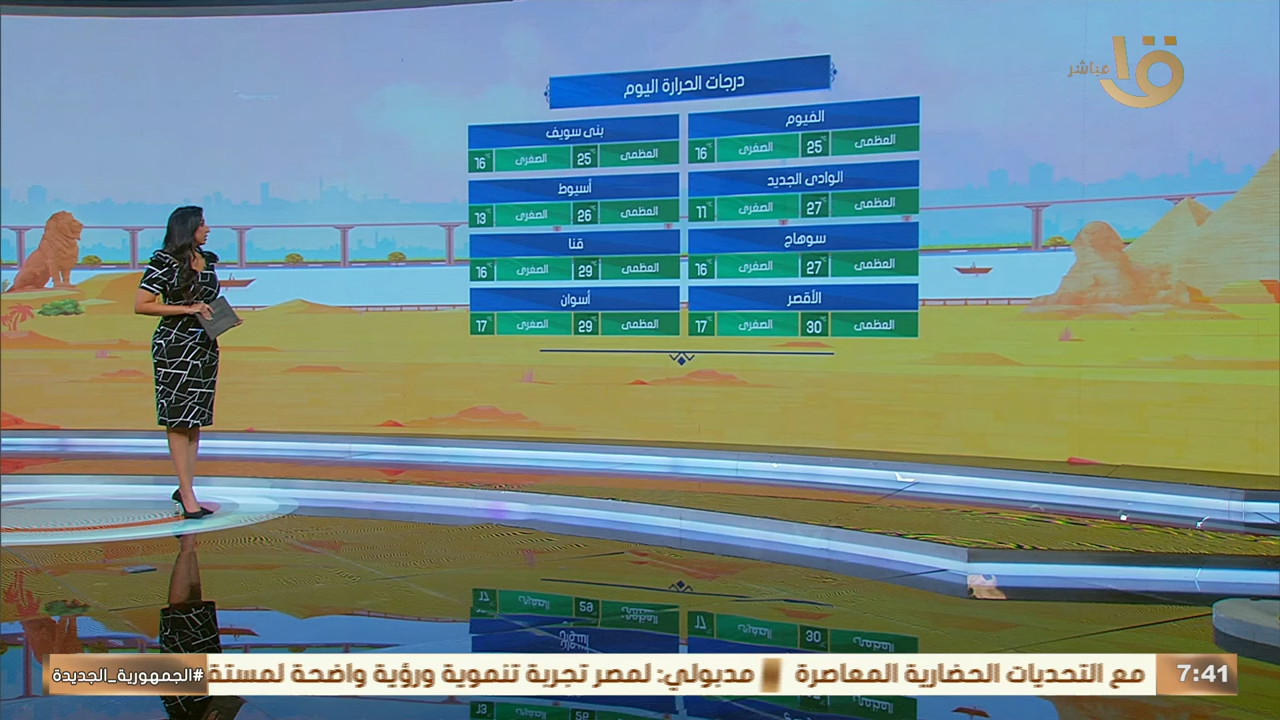 ق١
عباشر
درجات الحرارة اليوم
الفيوم
العظمى 25° الصغرى 16°
بنى سويف
العظمى 25° الصغرى 16°
الوادى الجديد
العظمى 27° الصغرى 11°
أسيوط
العظمى 26° الصغرى 13°
سوهاج
العظمى 27° الصغرى 16°
قنا
العظمى 29° الصغرى 16°
الأقصر
العظمى 30° الصغرى 17°
أسوان
العظمى 29° الصغرى 17°
7:41
مع التحديات الحضارية المعاصرة
مدبولي: لمصر تجربة تنموية ورؤية واضحة لمستق
#الجمهورية_الجديدة